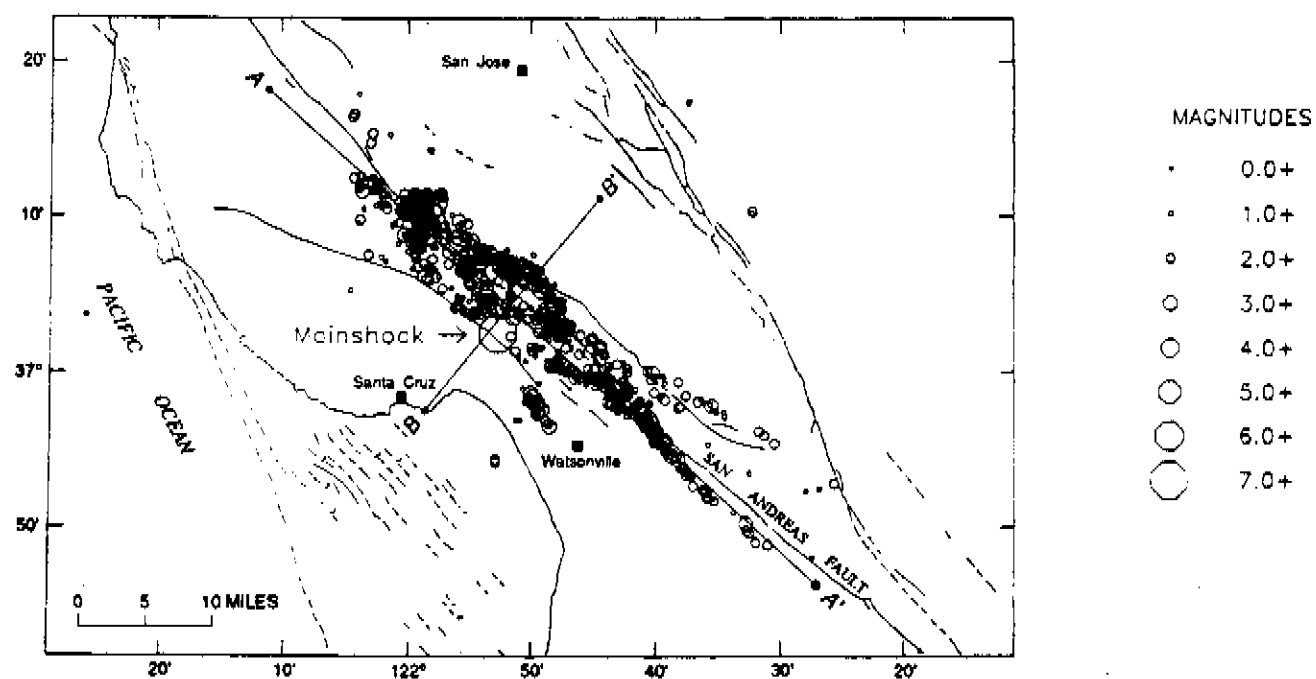 20'
San Jose
A
MAGNITUDES
0.0+
1.0+
B'
10'
2.0+
3.0+
PACIFIC
OCEAN
Mainshock →
4.0+
37°
Santa Cruz
5.0+
B
6.0+
Watsonville
7.0+
SAN ANDREAS FAULT
50'
0 5 10 MILES
A'
20' 10' 122° 50' 40' 30' 20'